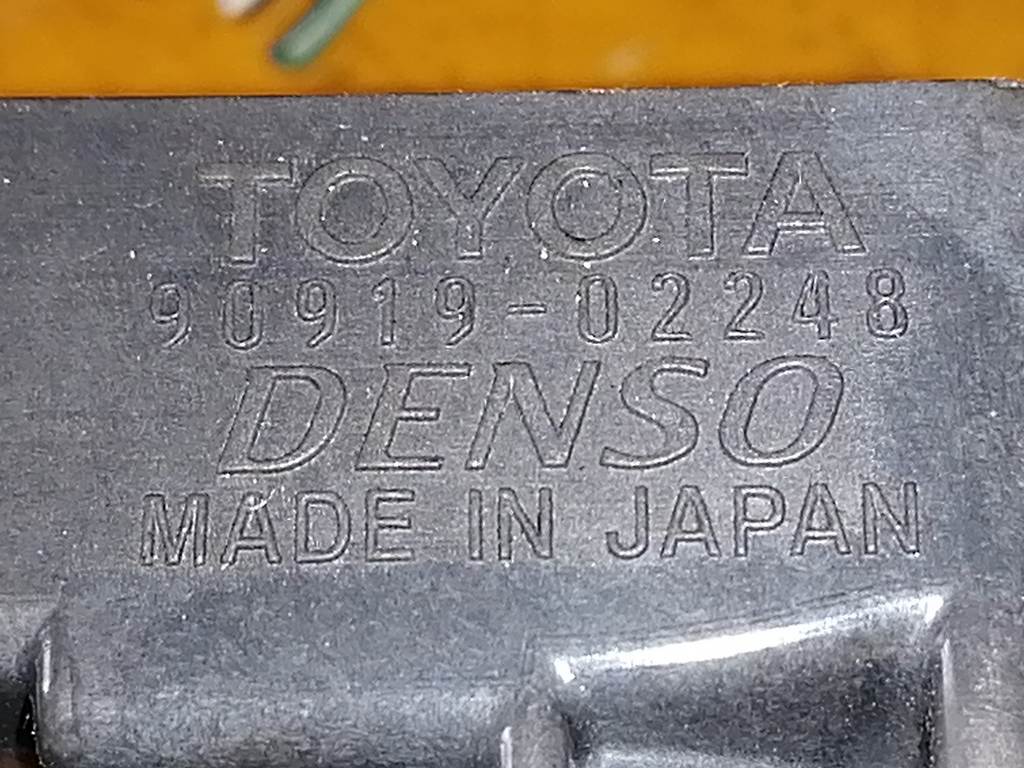 TOYOTA
90919-02248
DENSO
MADE IN JAPAN